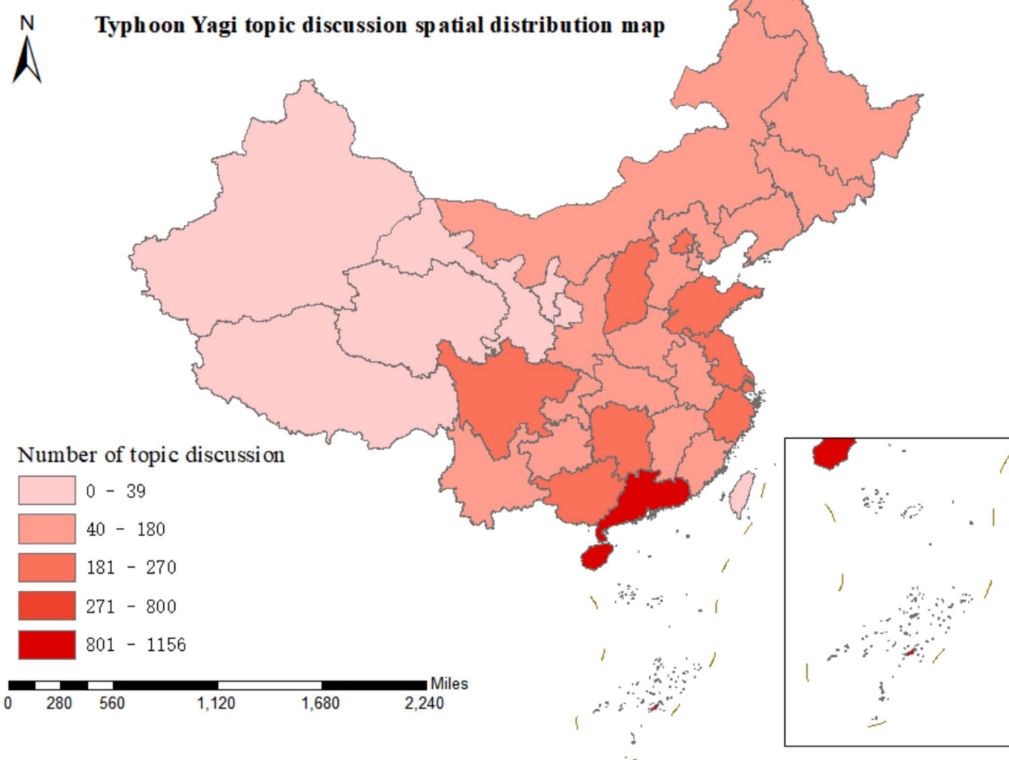 N
Typhoon Yagi topic discussion spatial distribution map
Number of topic discussion
0 - 39
40 - 180
181 - 270
271 - 800
801 - 1156
Miles
0 280 560 1,120 1,680 2,240